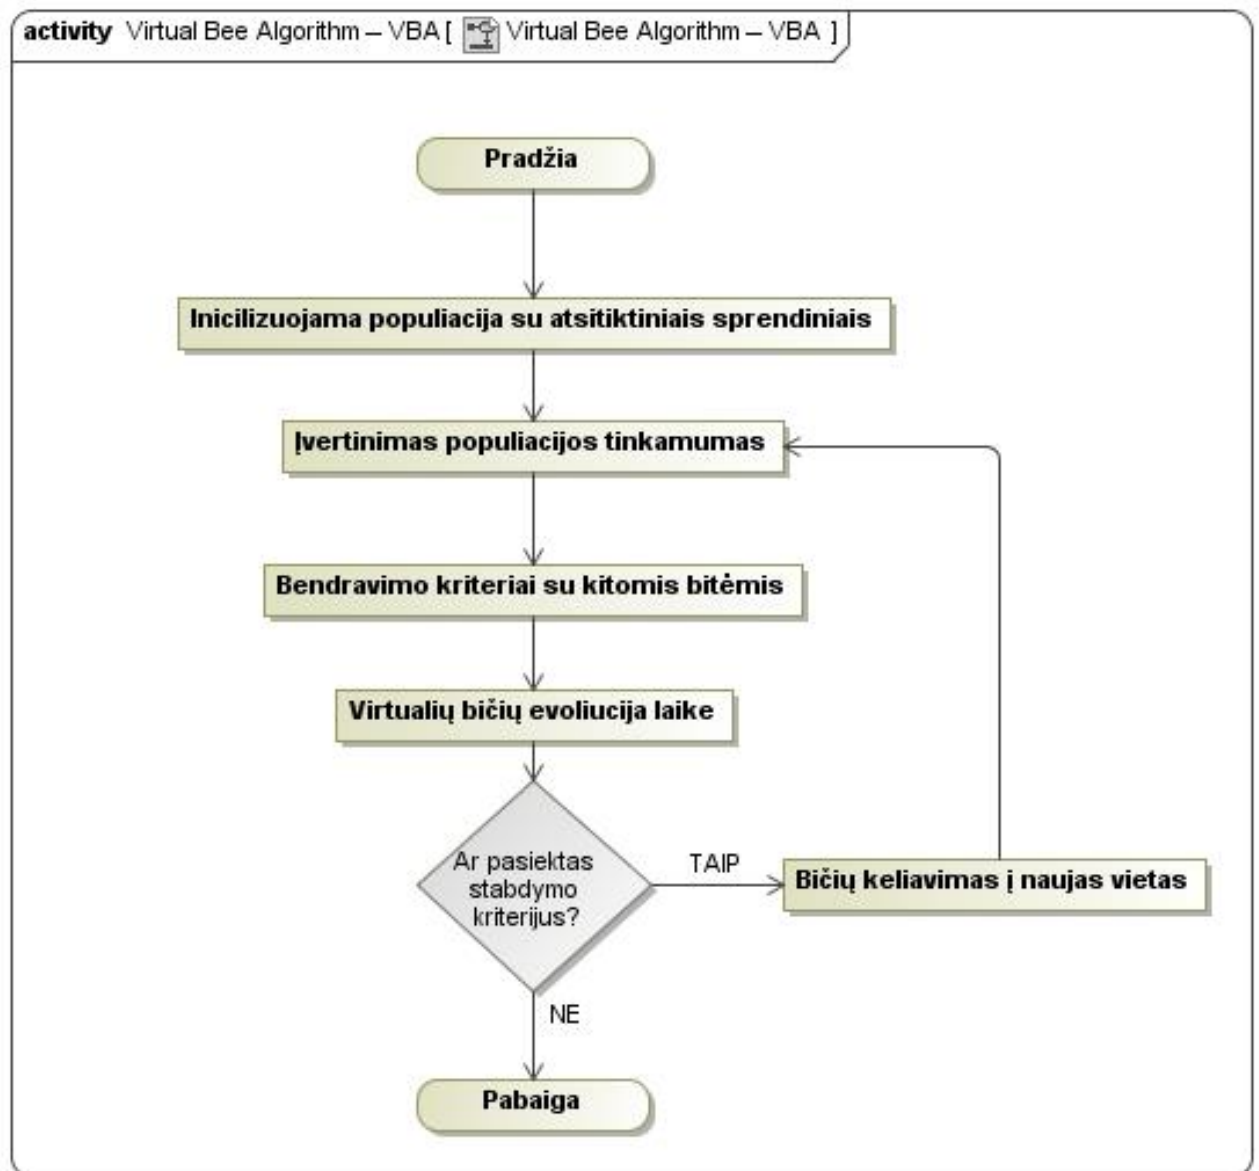 activity Virtual Bee Algorithm – VBA [ Virtual Bee Algorithm – VBA ]
Pradžia
Inicilizuojama populiacija su atsitiktiniais sprendiniais
Įvertinimas populiacijos tinkamumas
Bendravimo kriteriai su kitomis bitėmis
Virtualių bičių evoliucija laike
Ar pasiektas
stabdymo
kriterijus?
TAIP
Bičių keliavimas į naujas vietas
NE
Pabaiga